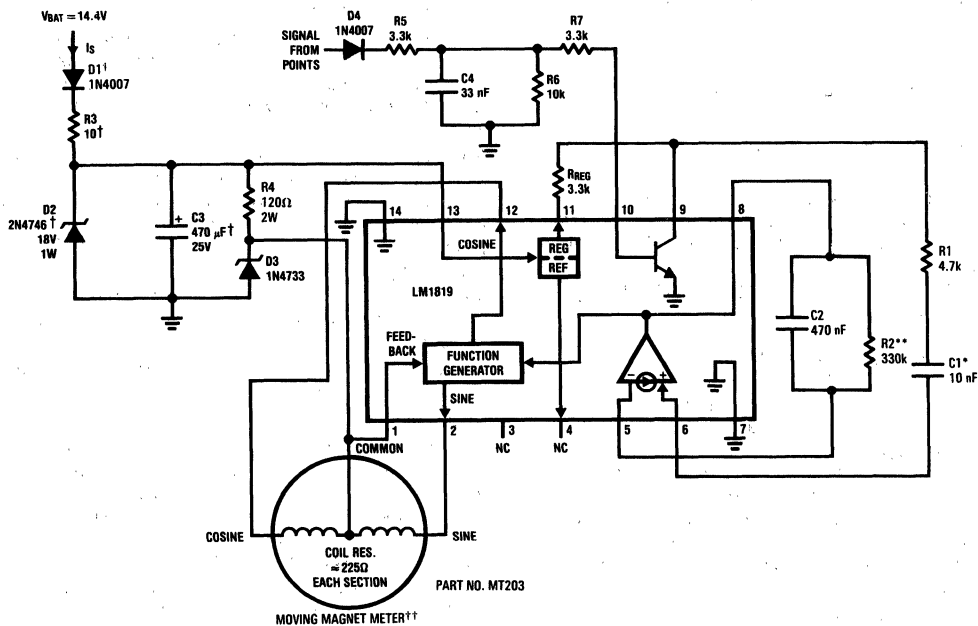 VBAT = 14.4V
IS
D1†
1N4007
R3
10†
D2
2N4746†
18V
1W
C3
470 µF†
25V
+
R4
120Ω
2W
D3
1N4733
SIGNAL
FROM
POINTS
D4
1N4007
R5
3.3k
C4
33 nF
R6
10k
R7
3.3k
RREG
3.3k
14
13
12
11
10
9
8
COSINE
REG
REF
LM1819
FEED-
BACK
FUNCTION
GENERATOR
SINE
- +
1
2
3
4
5
6
7
COMMON
NC
NC
C2
470 nF
R2**
330k
R1
4.7k
C1*
10 nF
COSINE
SINE
COIL RES.
≈225Ω
EACH SECTION
PART NO. MT203
MOVING MAGNET METER††